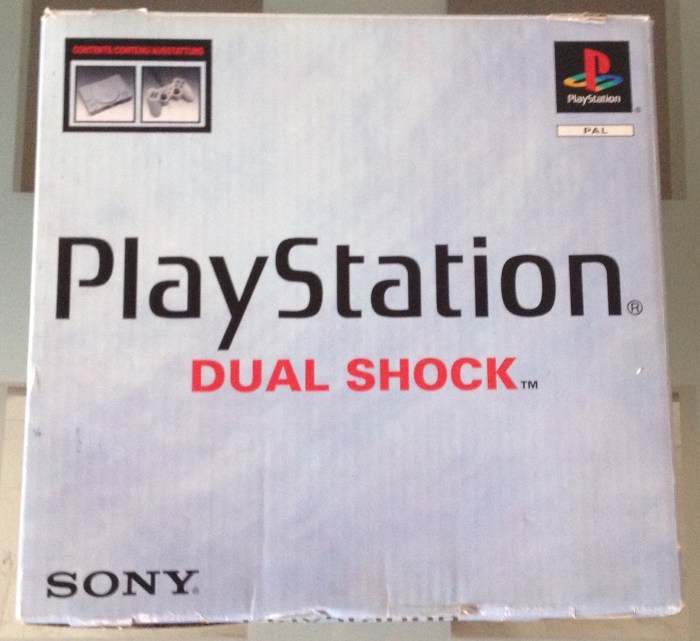 CONTENTS/CONTENU/AUSSTATTUNG
PlayStation
®
PAL
PlayStation®
DUAL SHOCK™
SONY®